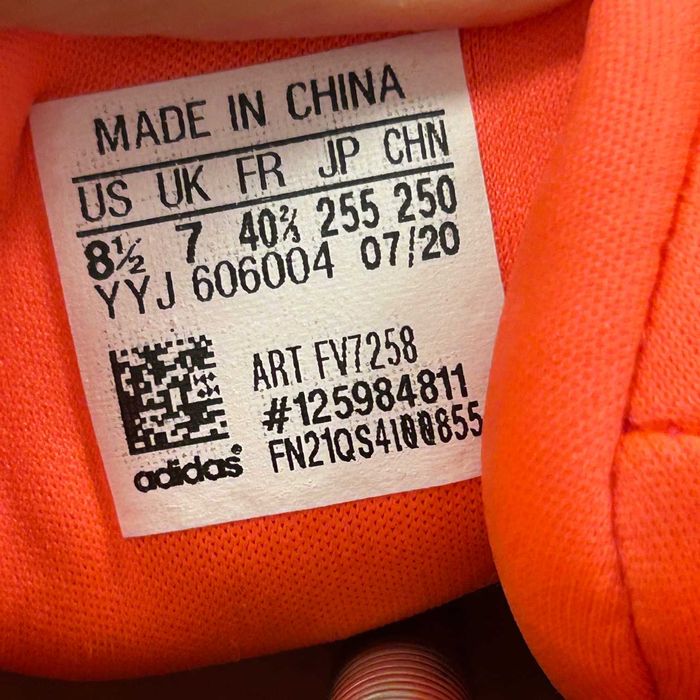 MADE IN CHINA
US UK FR JP CHN
8½ 7 40⅔ 255 250
YYJ 606004 07/20
ART FV7258
#125984811
adidas®